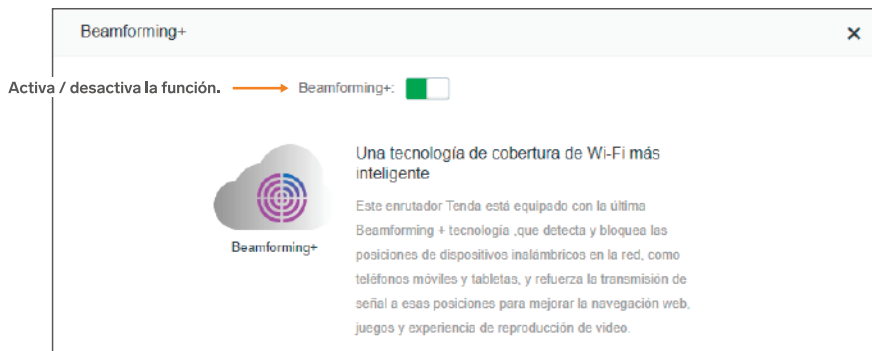 Beamforming+
Activa / desactiva la función.
Beamforming+:
Una tecnología de cobertura de Wi-Fi más
inteligente
Este enrutador Tenda está equipado con la última
Beamforming + tecnología ,que detecta y bloquea las
posiciones de dispositivos inalámbricos en la red, como
teléfonos móviles y tabletas, y refuerza la transmisión de
señal a esas posiciones para mejorar la navegación web,
juegos y experiencia de reproducción de video.
Beamforming+